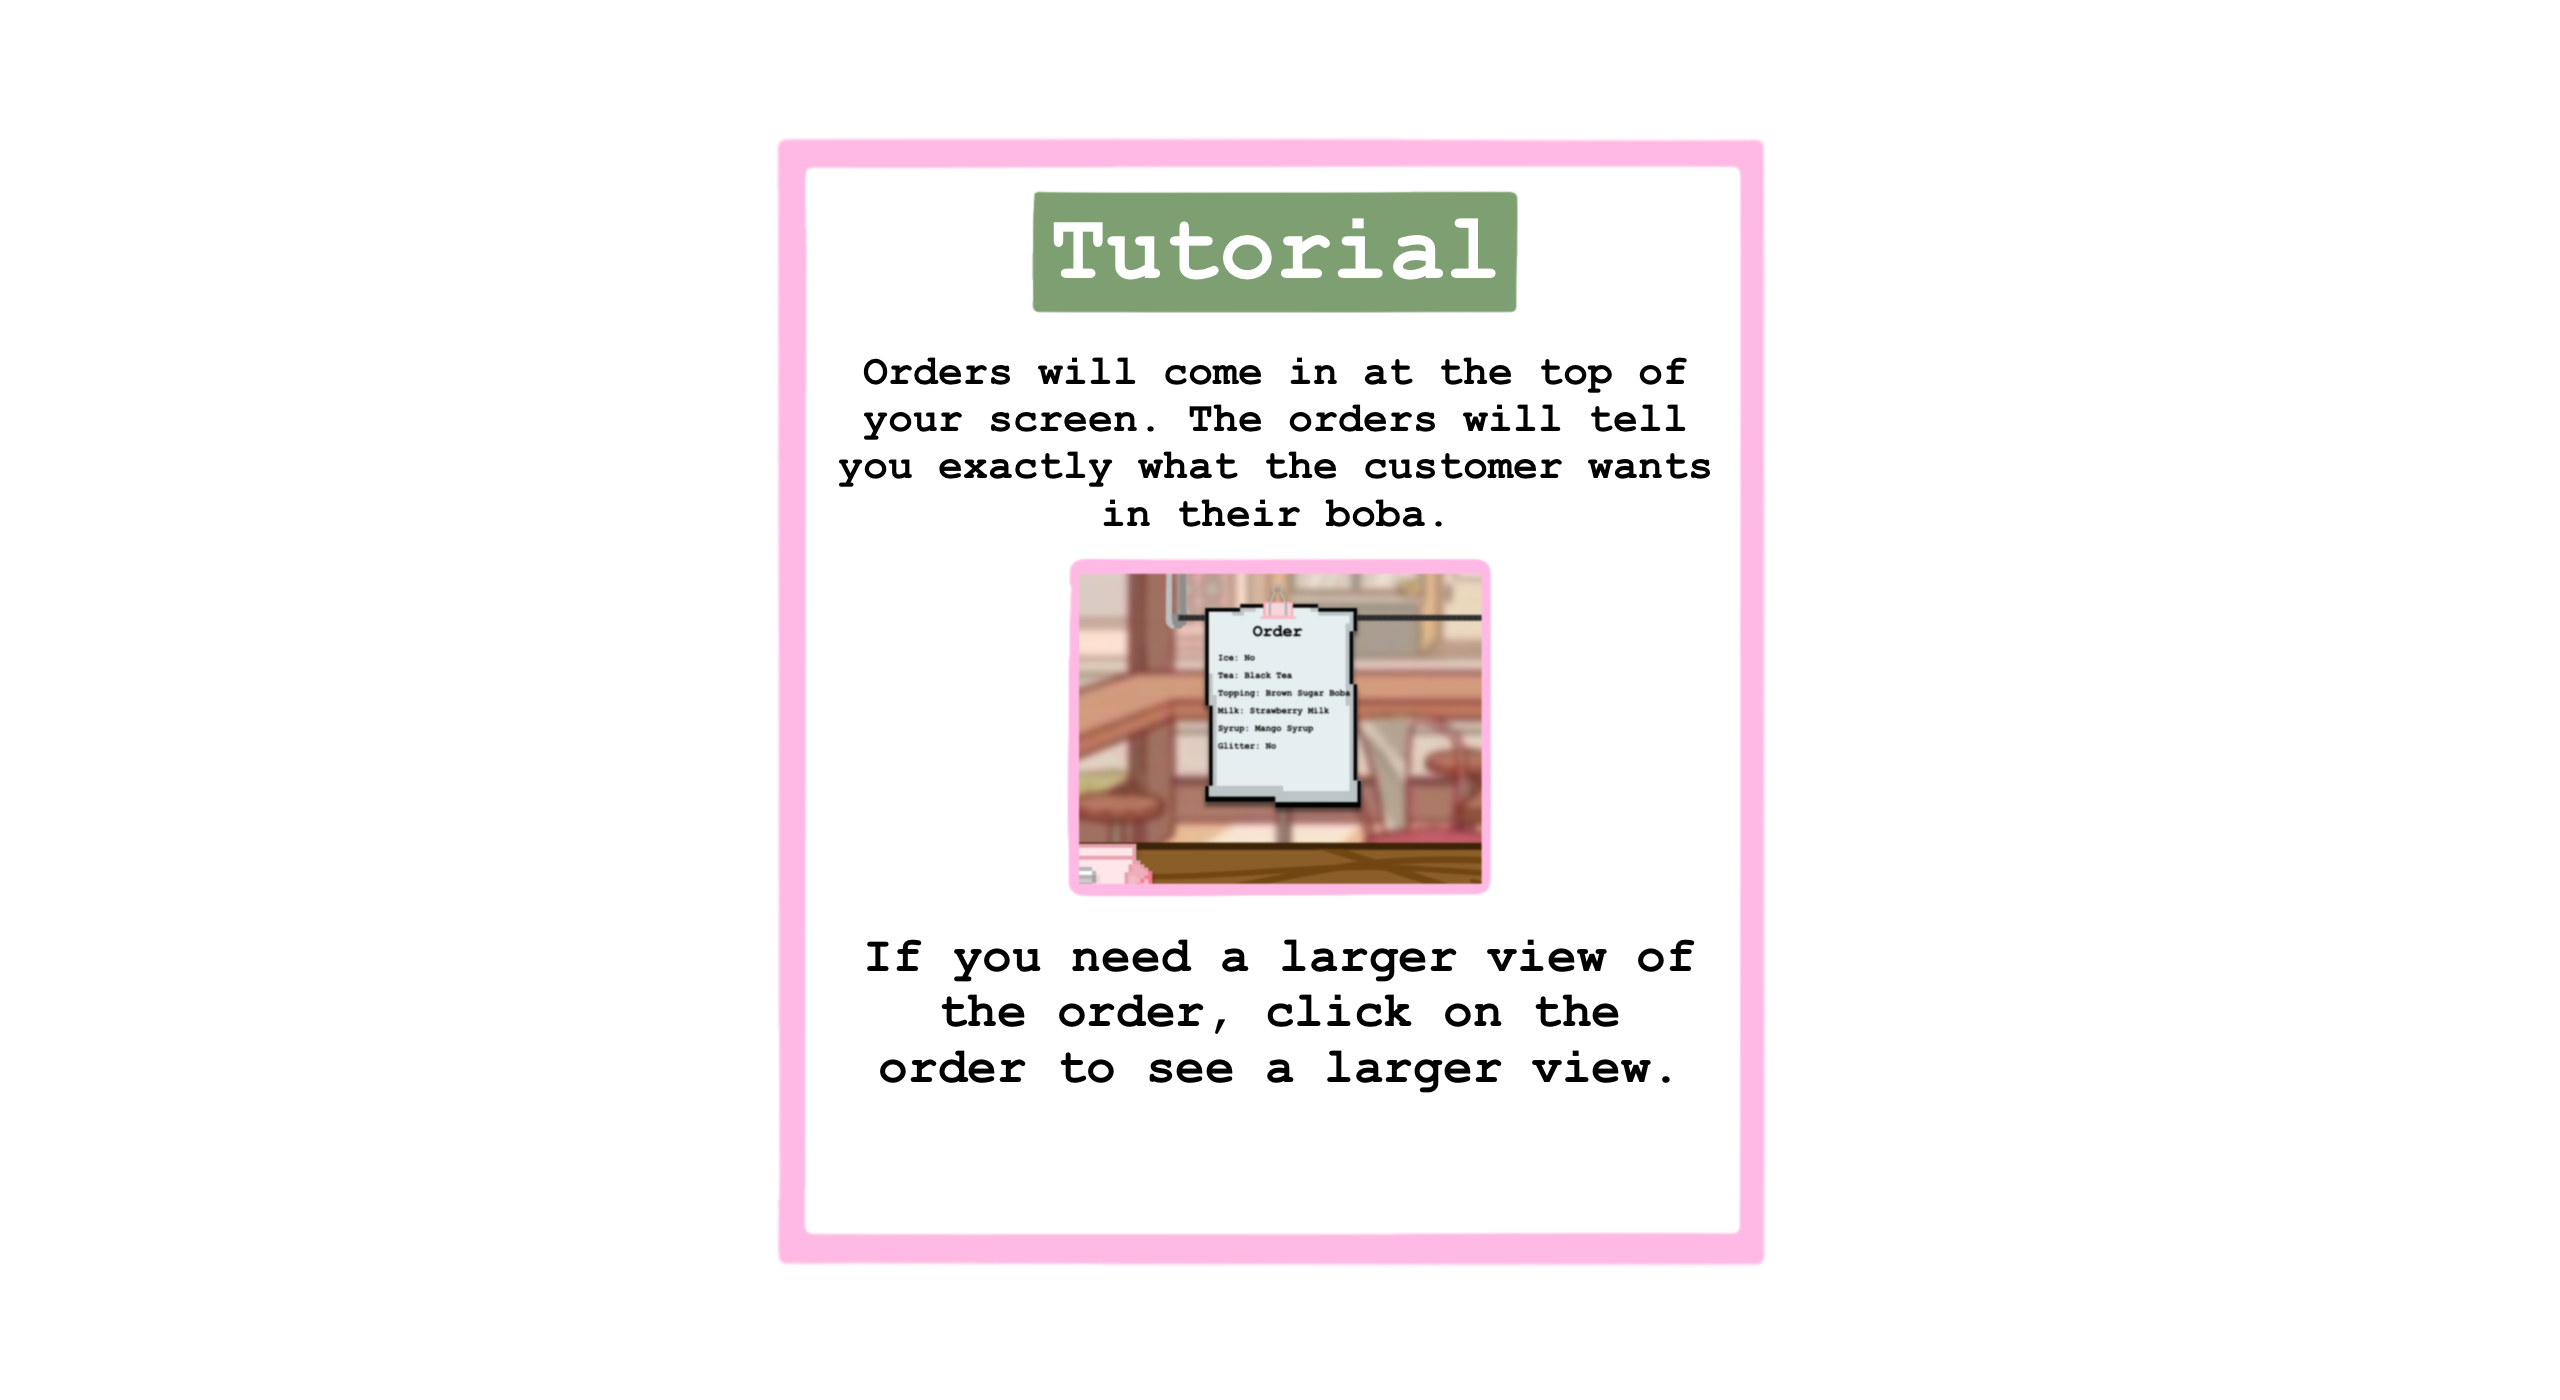 Tutorial
Orders will come in at the top of
your screen. The orders will tell
you exactly what the customer wants
in their boba.
Order
Ice: No
Tea: Black Tea
Topping: Brown Sugar Boba
Milk: Strawberry Milk
Syrup: Mango Syrup
Glitter: No
If you need a larger view of
the order, click on the
order to see a larger view.